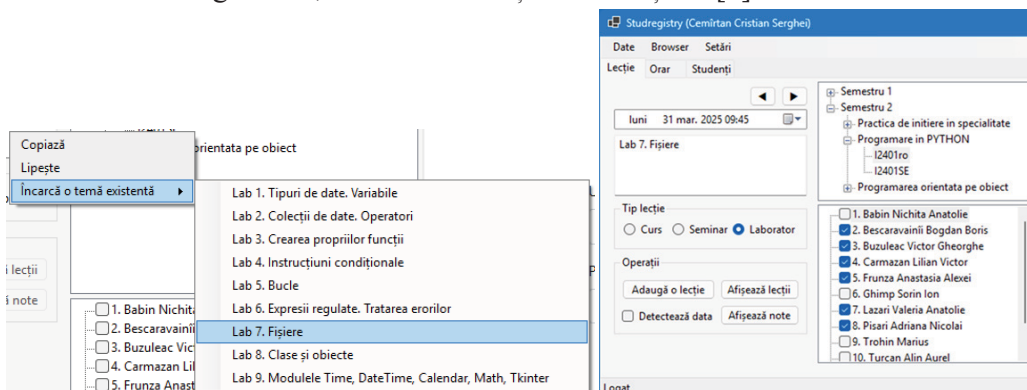 Copiază
Lipește
Încarcă o temă existentă
orientata pe obiect
Lab 1. Tipuri de date. Variabile
Lab 2. Colecții de date. Operatori
Lab 3. Crearea propriilor funcții
Lab 4. Instrucțiuni condiționale
Lab 5. Bucle
Lab 6. Expresii regulate. Tratarea erorilor
Lab 7. Fișiere
Lab 8. Clase și obiecte
Lab 9. Modulele Time, DateTime, Calendar, Math, Tkinter
lecții
note
1. Babin Nichit
2. Bescaravaini
3. Buzuleac Vic
4. Carmazan Lil
5. Frunza Anast
Studregistry (Cemîrtan Cristian Serghei)
Date Browser Setări
Lecție Orar Studenți
luni 31 mar. 2025 09:45
Lab 7. Fișiere
Tip lecție
Curs Seminar Laborator
Operații
Adaugă o lecție Afișează lecții
Detectează data Afișează note
Semestru 1
Semestru 2
Practica de initiere in specialitate
Programare in PYTHON
I2401ro
I2401SE
Programarea orientata pe obiect
1. Babin Nichita Anatolie
2. Bescaravainîi Bogdan Boris
3. Buzuleac Victor Gheorghe
4. Carmazan Lilian Victor
5. Frunza Anastasia Alexei
6. Ghimp Sorin Ion
7. Lazari Valeria Anatolie
8. Pisari Adriana Nicolai
9. Trohin Marius
10. Turcan Alin Aurel
Logat